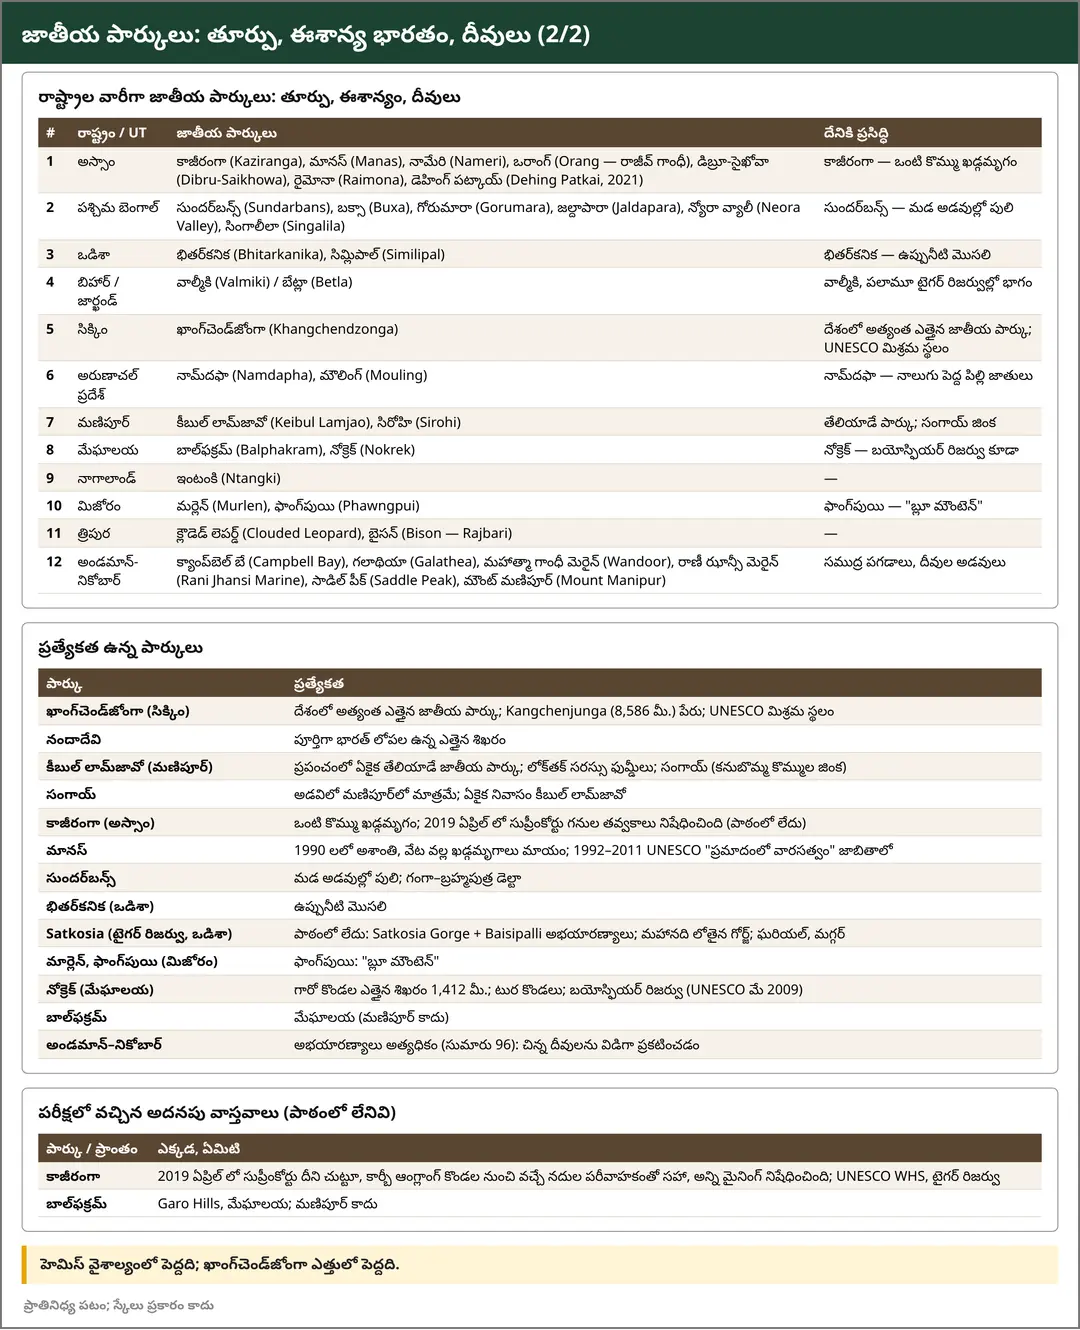 జాతీయ పార్కులు: తూర్పు, ఈశాన్య భారతం, దీవులు (2/2)
రాష్ట్రాల వారీగా జాతీయ పార్కులు: తూర్పు, ఈశాన్యం, దీవులు
# రాష్ట్రం / UT జాతీయ పార్కులు దేనికి ప్రసిద్ధి
1 అస్సాం కాజీరంగా (Kaziranga), మానస్ (Manas), నామేరి (Nameri), ఒరాంగ్ (Orang — రాజీవ్ గాంధీ), డిబ్రూ-సైఖోవా కాజీరంగా — ఒంటి కొమ్ము ఖడ్గమృగం
(Dibru-Saikhowa), రైమోనా (Raimona), డెహింగ్ పట్కాయ్ (Dehing Patkai, 2021)
2 పశ్చిమ బెంగాల్ సుందర్‌బన్స్ (Sundarbans), బక్సా (Buxa), గోరుమారా (Gorumara), జల్దాపారా (Jaldapara), న్యోరా వ్యాలీ (Neora సుందర్‌బన్స్ — మడ అడవుల్లో పులి
Valley), సింగాలీలా (Singalila)
3 ఒడిశా భితర్‌కనిక (Bhitarkanika), సిమ్లిపాల్ (Similipal) భితర్‌కనిక — ఉప్పునీటి మొసలి
4 బిహార్ / వాల్మీకి (Valmiki) / బేట్లా (Betla) వాల్మీకి, పలామూ టైగర్ రిజర్వుల్లో భాగం
జార్ఖండ్
5 సిక్కిం ఖాంగ్‌చెండ్‌జోంగా (Khangchendzonga) దేశంలో అత్యంత ఎత్తైన జాతీయ పార్కు;
UNESCO మిశ్రమ స్థలం
6 అరుణాచల్ నామ్‌దఫా (Namdapha), మౌలింగ్ (Mouling) నామ్‌దఫా — నాలుగు పెద్ద పిల్లి జాతులు
ప్రదేశ్
7 మణిపూర్ కీబుల్ లామ్‌జావో (Keibul Lamjao), సిరోహి (Sirohi) తేలియాడే పార్కు; సంగాయ్ జింక
8 మేఘాలయ బాల్‌ఫక్రమ్ (Balphakram), నోక్రెక్ (Nokrek) నోక్రెక్ — బయోస్ఫియర్ రిజర్వు కూడా
9 నాగాలాండ్ ఇంటంకి (Ntangki) —
10 మిజోరం మర్లెన్ (Murlen), ఫాంగ్‌పుయి (Phawngpui) ఫాంగ్‌పుయి — "బ్లూ మౌంటెన్"
11 త్రిపుర క్లౌడెడ్ లెపర్డ్ (Clouded Leopard), బైసన్ (Bison — Rajbari) —
12 అండమాన్- క్యాంప్‌బెల్ బే (Campbell Bay), గలాథియా (Galathea), మహాత్మా గాంధీ మెరైన్ (Wandoor), రాణీ ఝాన్సీ మెరైన్ సముద్ర పగడాలు, దీవుల అడవులు
నికోబార్ (Rani Jhansi Marine), సాడిల్ పీక్ (Saddle Peak), మౌంట్ మణిపూర్ (Mount Manipur)
ప్రత్యేకత ఉన్న పార్కులు
పార్కు ప్రత్యేకత
ఖాంగ్‌చెండ్‌జోంగా (సిక్కిం) దేశంలో అత్యంత ఎత్తైన జాతీయ పార్కు; Kangchenjunga (8,586 మీ.) పేరు; UNESCO మిశ్రమ స్థలం
నందాదేవి పూర్తిగా భారత్ లోపల ఉన్న ఎత్తైన శిఖరం
కీబుల్ లామ్‌జావో (మణిపూర్) ప్రపంచంలో ఏకైక తేలియాడే జాతీయ పార్కు; లోక్‌తక్ సరస్సు ఫుమ్డీలు; సంగాయ్ (కనుబొమ్మ కొమ్ముల జింక)
సంగాయ్ అడవిలో మణిపూర్‌లో మాత్రమే; ఏకైక నివాసం కీబుల్ లామ్‌జావో
కాజీరంగా (అస్సాం) ఒంటి కొమ్ము ఖడ్గమృగం; 2019 ఏప్రిల్ లో సుప్రీంకోర్టు గనుల తవ్వకాలు నిషేధించింది (పాఠంలో లేదు)
మానస్ 1990 లలో అశాంతి, వేట వల్ల ఖడ్గమృగాలు మాయం; 1992–2011 UNESCO "ప్రమాదంలో వారసత్వం" జాబితాలో
సుందర్‌బన్స్ మడ అడవుల్లో పులి; గంగా–బ్రహ్మపుత్ర డెల్టా
భితర్‌కనిక (ఒడిశా) ఉప్పునీటి మొసలి
Satkosia (టైగర్ రిజర్వు, ఒడిశా) పాఠంలో లేదు: Satkosia Gorge + Baisipalli అభయారణ్యాలు; మహానది లోతైన గోర్జ్; ఘరియల్, మగ్గర్
మార్లెన్, ఫాంగ్‌పుయి (మిజోరం) ఫాంగ్‌పుయి: "బ్లూ మౌంటెన్"
నోక్రెక్ (మేఘాలయ) గారో కొండల ఎత్తైన శిఖరం 1,412 మీ.; టుర కొండలు; బయోస్ఫియర్ రిజర్వు (UNESCO మే 2009)
బాల్‌ఫక్రమ్ మేఘాలయ (మణిపూర్ కాదు)
అండమాన్–నికోబార్ అభయారణ్యాలు అత్యధికం (సుమారు 96): చిన్న దీవులను విడిగా ప్రకటించడం
పరీక్షలో వచ్చిన అదనపు వాస్తవాలు (పాఠంలో లేనివి)
పార్కు / ప్రాంతం ఎక్కడ, ఏమిటి
కాజీరంగా 2019 ఏప్రిల్ లో సుప్రీంకోర్టు దీని చుట్టూ, కార్బీ ఆంగ్లాంగ్ కొండల నుంచి వచ్చే నదుల పరీవాహకంతో సహా, అన్ని మైనింగ్ నిషేధించింది; UNESCO WHS, టైగర్ రిజర్వు
బాల్‌ఫక్రమ్ Garo Hills, మేఘాలయ; మణిపూర్ కాదు
హెమిస్ వైశాల్యంలో పెద్దది; ఖాంగ్‌చెండ్‌జోంగా ఎత్తులో పెద్దది.
ప్రాతినిధ్య పటం; స్కేలు ప్రకారం కాదు